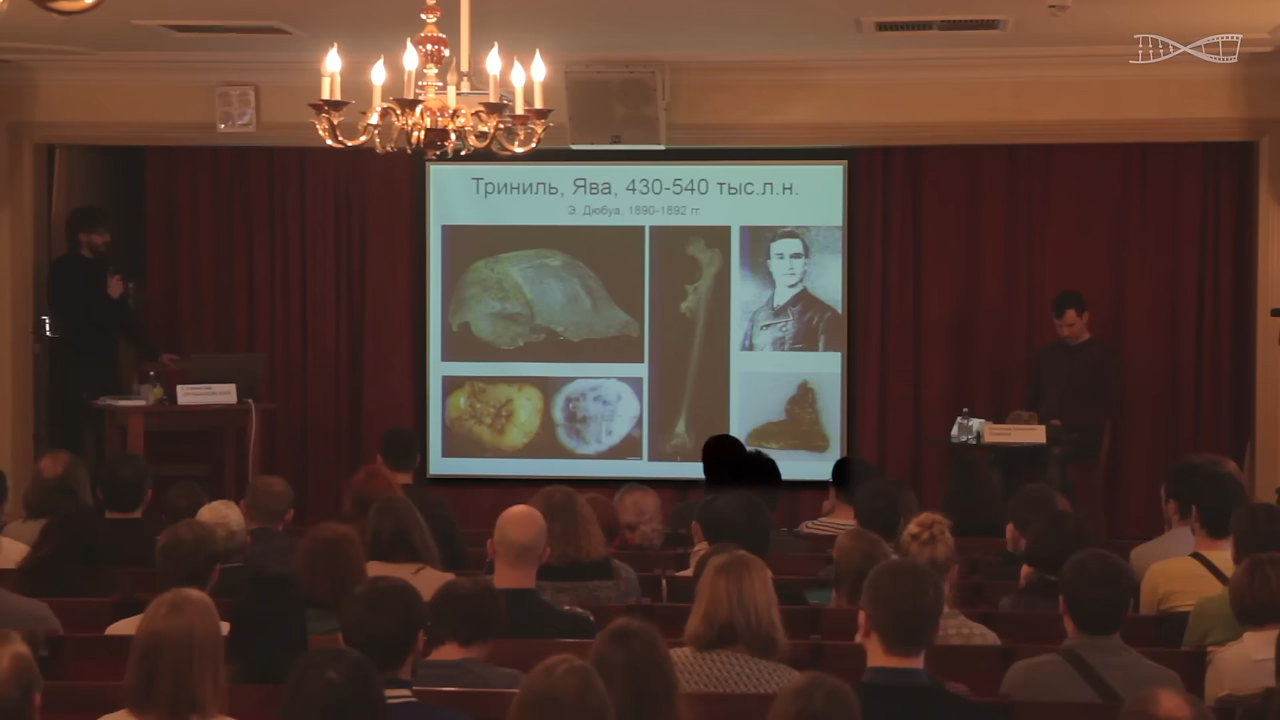 Триниль, Ява, 430-540 тыс.л.н.
Э. Дюбуа, 1890-1892 гг.